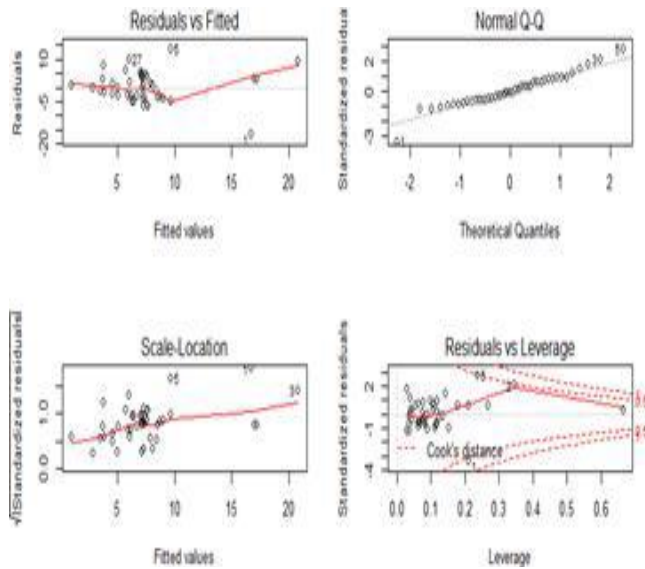 Residuals vs Fitted
Residuals
10
-5
-20
5
10
15
20
Fitted values
Normal Q-Q
Standardized residuals
2
0
-3
-2
-1
0
1
2
Theoretical Quantiles
Scale-Location
√|Standardized residuals|
1.0
0.0
5
10
15
20
Fitted values
Residuals vs Leverage
Standardized residuals
2
-1
-4
Cook's distance
0.0
0.1
0.2
0.3
0.4
0.5
0.6
Leverage